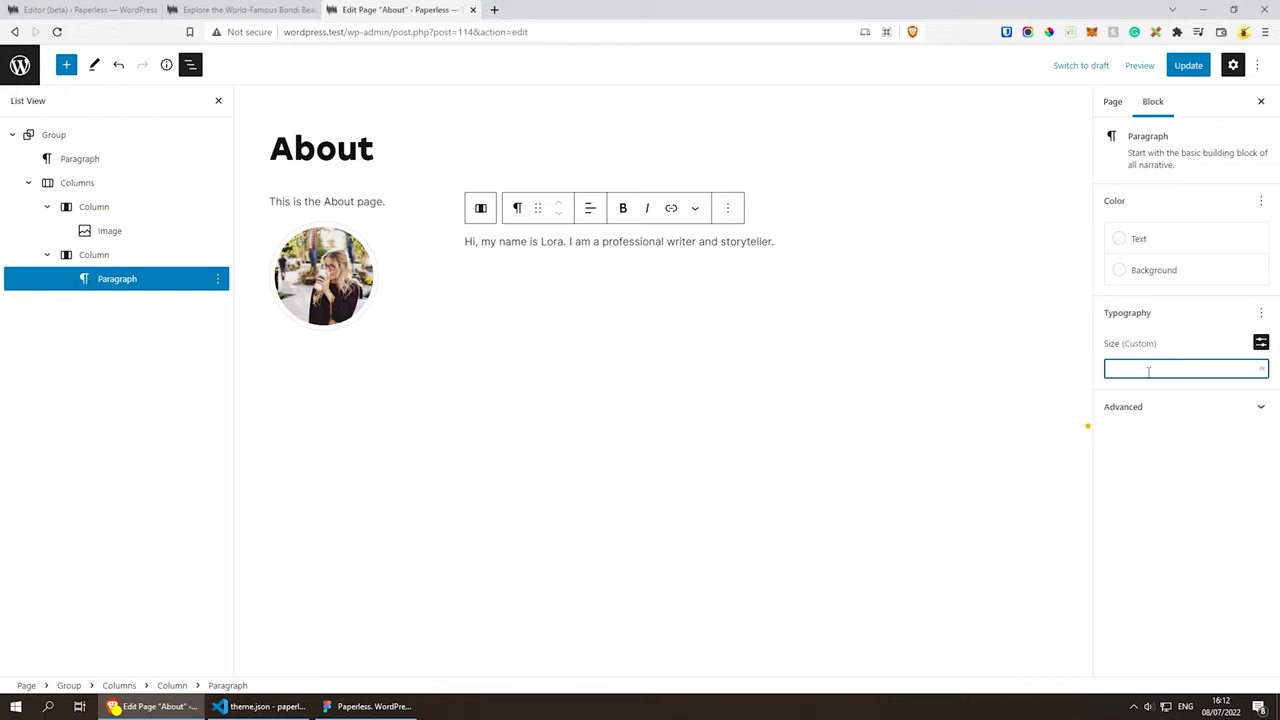 Editor (beta) ‹ Paperless — WordPress
Explore the World-Famous Bondi Bea
Edit Page "About" ‹ Paperless — W
Not secure
wordpress.test/wp-admin/post.php?post=114&action=edit
Switch to draft
Preview
Update
List View
Group
Paragraph
Columns
Column
Image
Column
Paragraph
About
This is the About page.
B I
Hi, my name is Lora. I am a professional writer and storyteller.
Page
Block
Paragraph
Start with the basic building block of
all narrative.
Color
Text
Background
Typography
Size (Custom)
Advanced
Page
Group
Columns
Column
Paragraph
Edit Page "About" ‹...
theme.json - paperl...
Paperless. WordPre...
ENG
16:12
08/07/2022